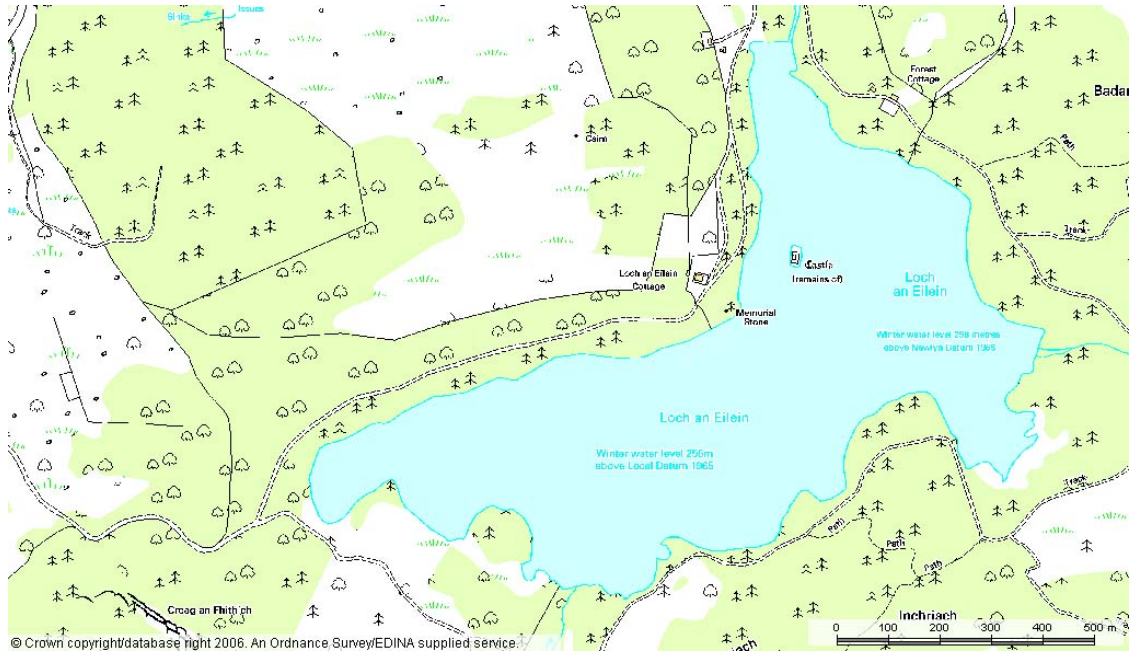 Issues
Sinks
Forest
Cottage
Badan
Path
Cairn
Track
Track
Loch an Eilein
Cottage
Castle
(remains of)
Loch
an Eilein
Memorial
Stone
Winter water level 256 metres
above Newlyn Datum 1965
Loch an Eilein
Winter water level 256m
above Local Datum 1965
Track
Path
Path
Path
Creag an Fhithich
Inchriach
0 100 200 300 400 500 m
Inchriach
© Crown copyright/database right 2006. An Ordnance Survey/EDINA supplied service.